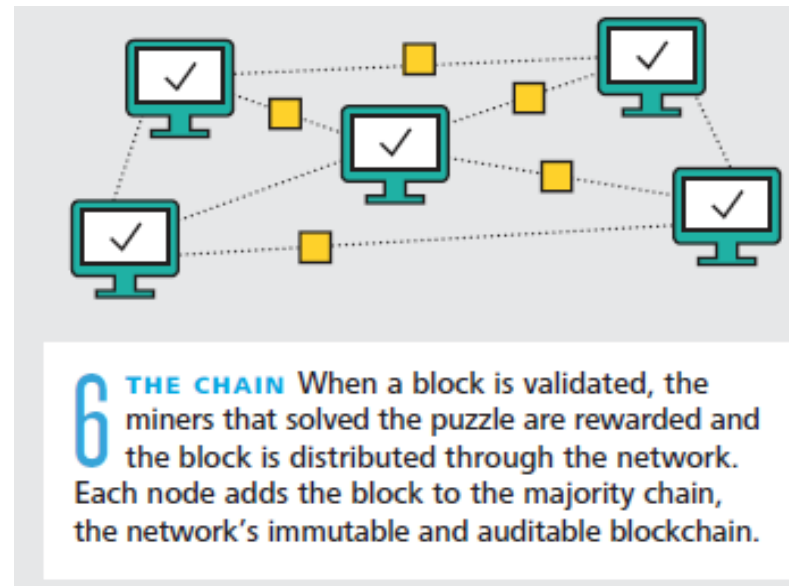 6 THE CHAIN When a block is validated, the
miners that solved the puzzle are rewarded and
the block is distributed through the network.
Each node adds the block to the majority chain,
the network’s immutable and auditable blockchain.